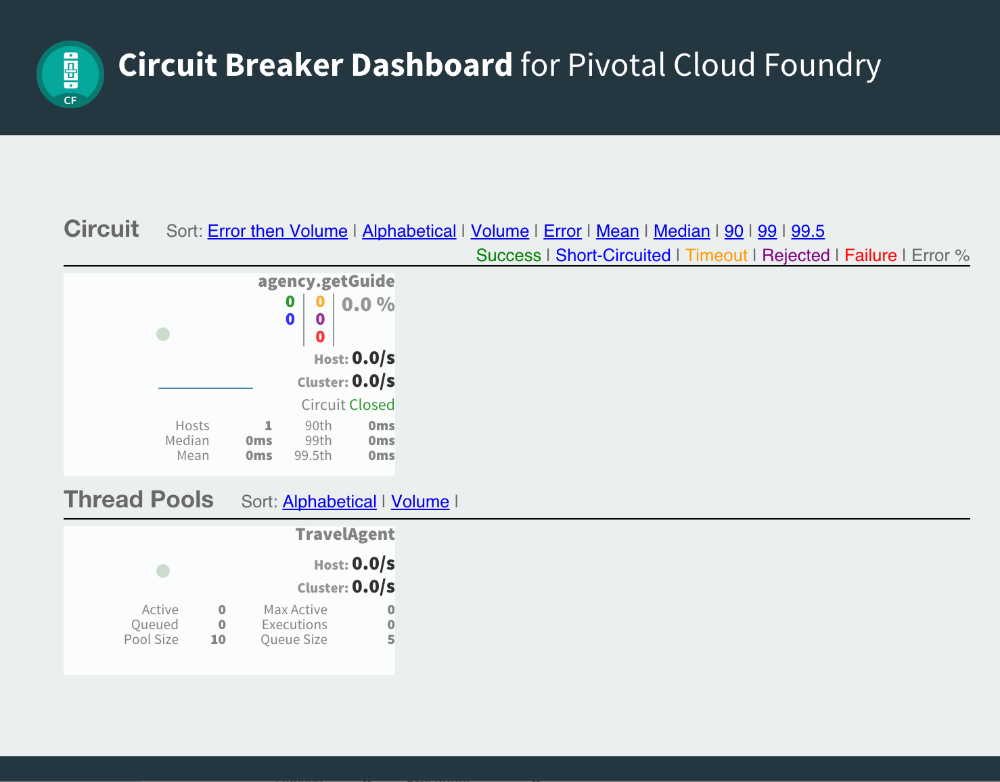 Circuit Breaker Dashboard for Pivotal Cloud Foundry
CF
Circuit Sort: Error then Volume | Alphabetical | Volume | Error | Mean | Median | 90 | 99 | 99.5
Success | Short-Circuited | Timeout | Rejected | Failure | Error %
agency.getGuide
0 0 0.0 %
0 0
0
Host: 0.0/s
Cluster: 0.0/s
Circuit Closed
Hosts 1 90th 0ms
Median 0ms 99th 0ms
Mean 0ms 99.5th 0ms
Thread Pools Sort: Alphabetical | Volume |
TravelAgent
Host: 0.0/s
Cluster: 0.0/s
Active 0 Max Active 0
Queued 0 Executions 0
Pool Size 10 Queue Size 5